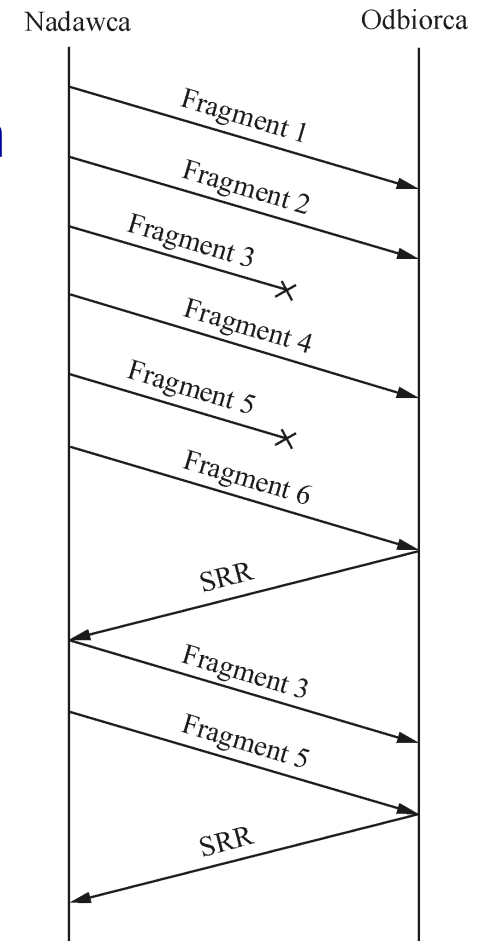 Nadawca Odbiorca
Fragment 1
Fragment 2
Fragment 3
Fragment 4
Fragment 5
Fragment 6
SRR
Fragment 3
Fragment 5
SRR